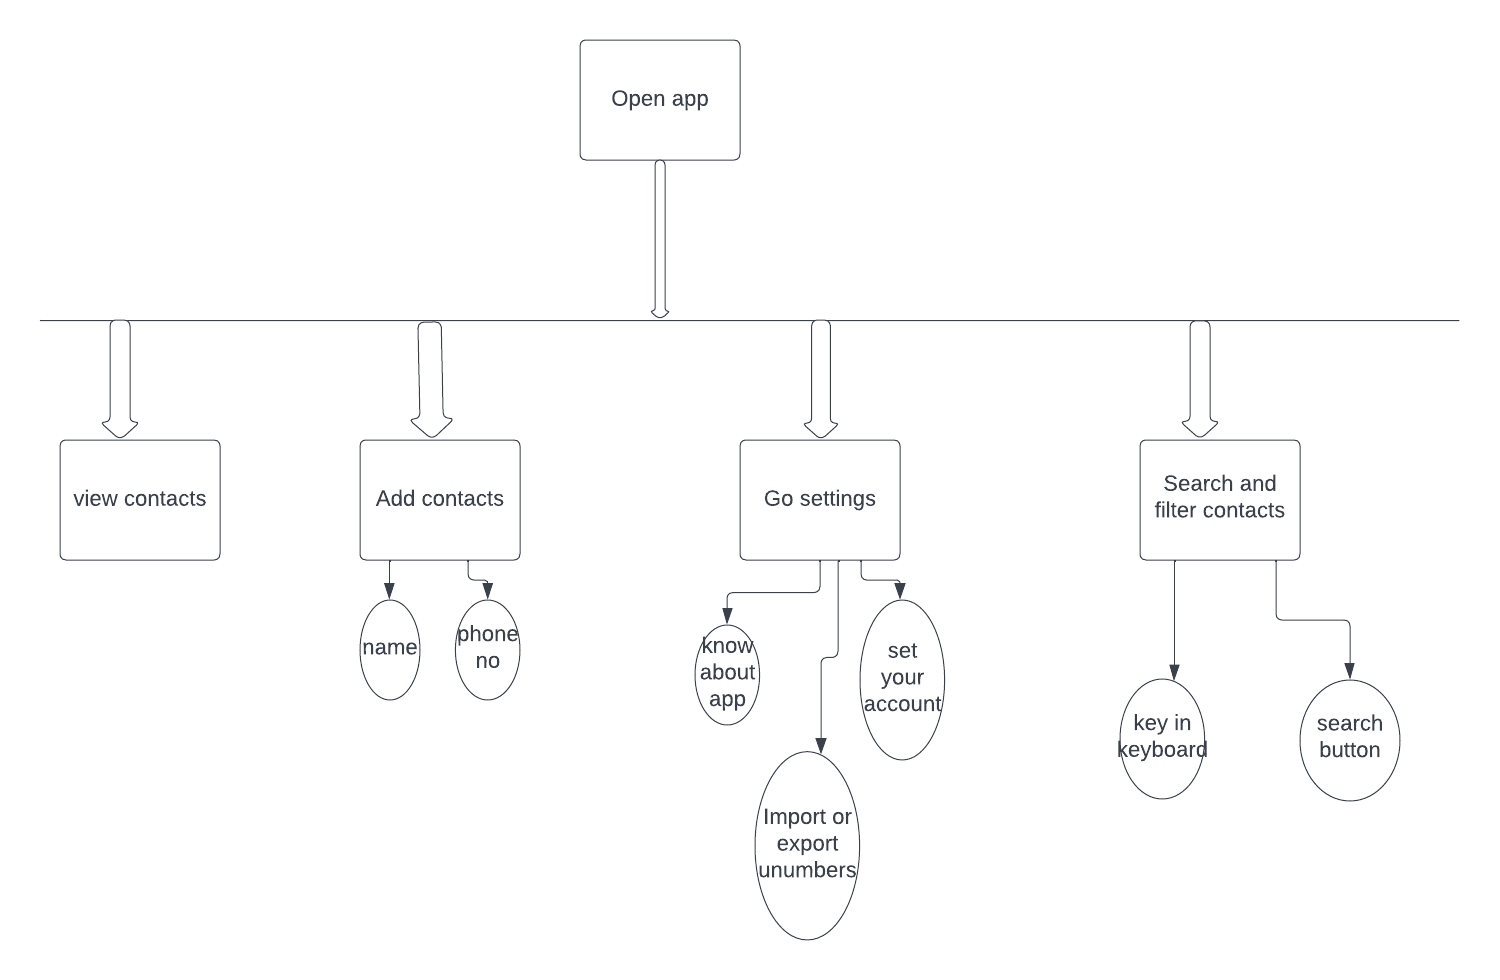 Open app
view contacts
Add contacts
Go settings
Search and
filter contacts
name
phone
no
know
about
app
set
your
account
Import or
export
unumbers
key in
keyboard
search
button